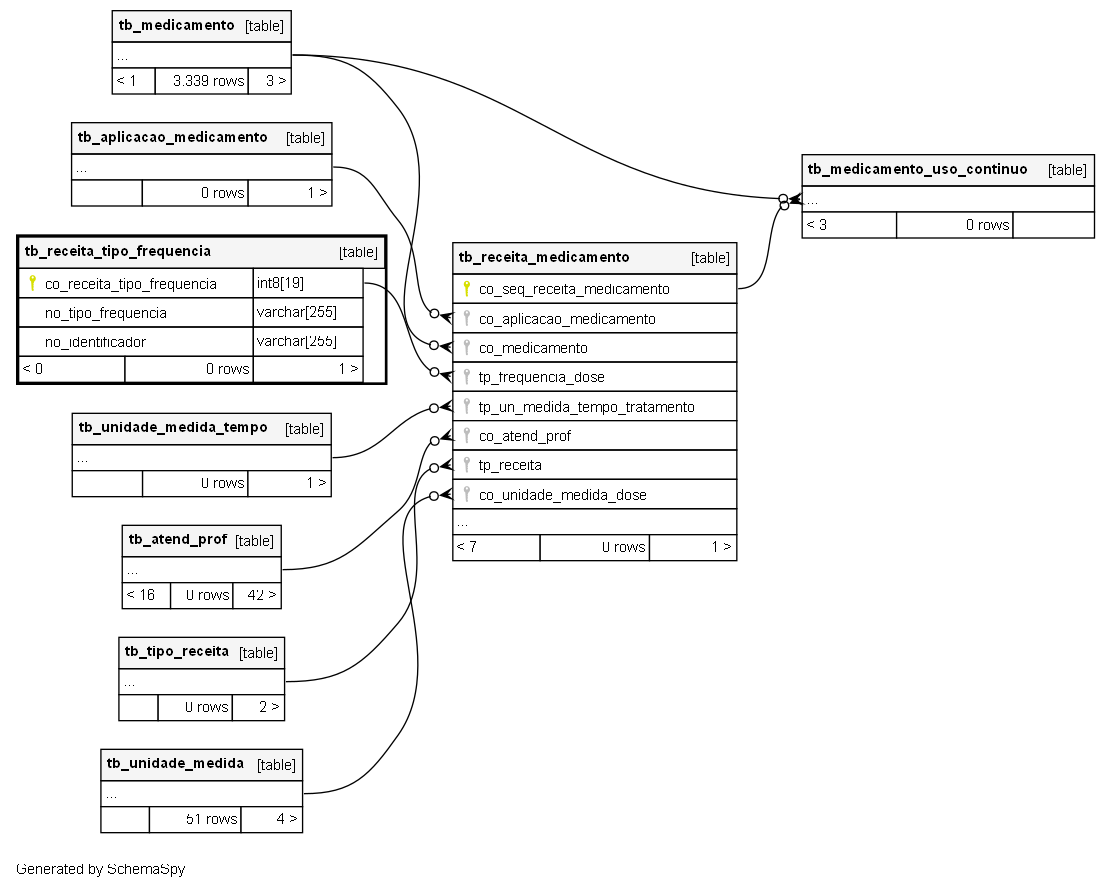 tb_medicamento [table]
...
< 1 3.339 rows 3 >
tb_aplicacao_medicamento [table]
...
0 rows 1 >
tb_receita_tipo_frequencia [table]
co_receita_tipo_frequencia int8[19]
no_tipo_frequencia varchar[255]
no_identificador varchar[255]
< 0 0 rows 1 >
tb_unidade_medida_tempo [table]
...
0 rows 1 >
tb_atend_prof [table]
...
< 16 0 rows 42 >
tb_tipo_receita [table]
...
0 rows 2 >
tb_unidade_medida [table]
...
51 rows 4 >
tb_receita_medicamento [table]
co_seq_receita_medicamento
co_aplicacao_medicamento
co_medicamento
tp_frequencia_dose
tp_un_medida_tempo_tratamento
co_atend_prof
tp_receita
co_unidade_medida_dose
...
< 7 0 rows 1 >
tb_medicamento_uso_continuo [table]
...
< 3 0 rows
Generated by SchemaSpy